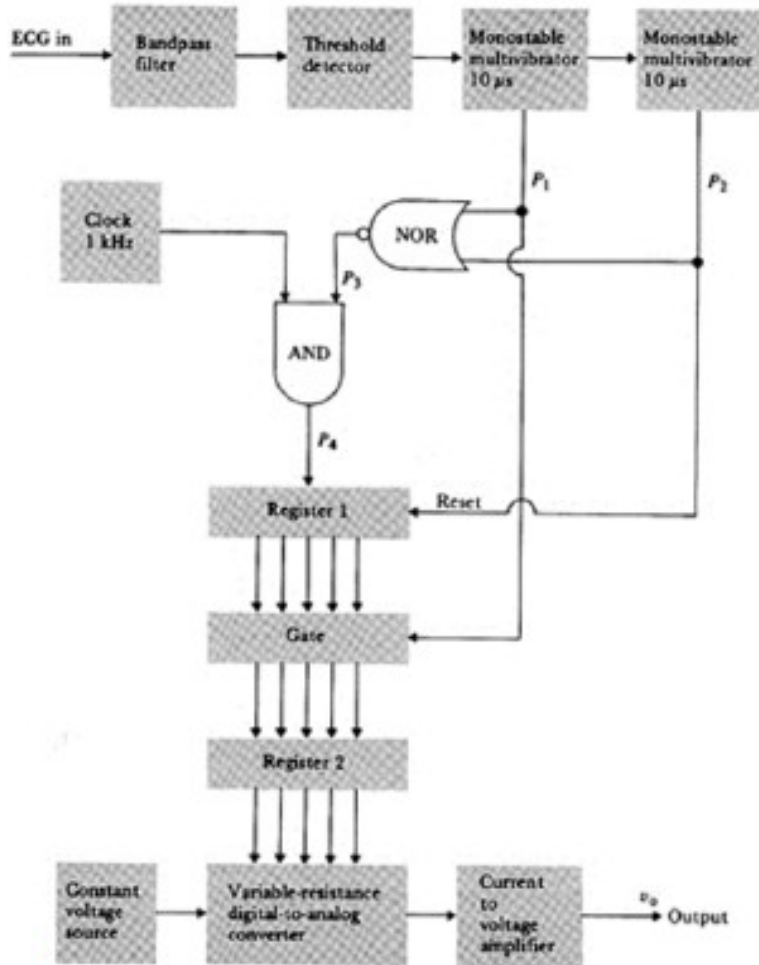 ECG in
Bandpass
filter
Threshold
detector
Monostable
multivibrator
10 μs
Monostable
multivibrator
10 μs
P1
P2
Clock
1 kHz
NOR
P3
AND
P4
Register 1
Reset
Gate
Register 2
Constant
voltage
source
Variable-resistance
digital-to-analog
converter
Current
to
voltage
amplifier
vo
Output